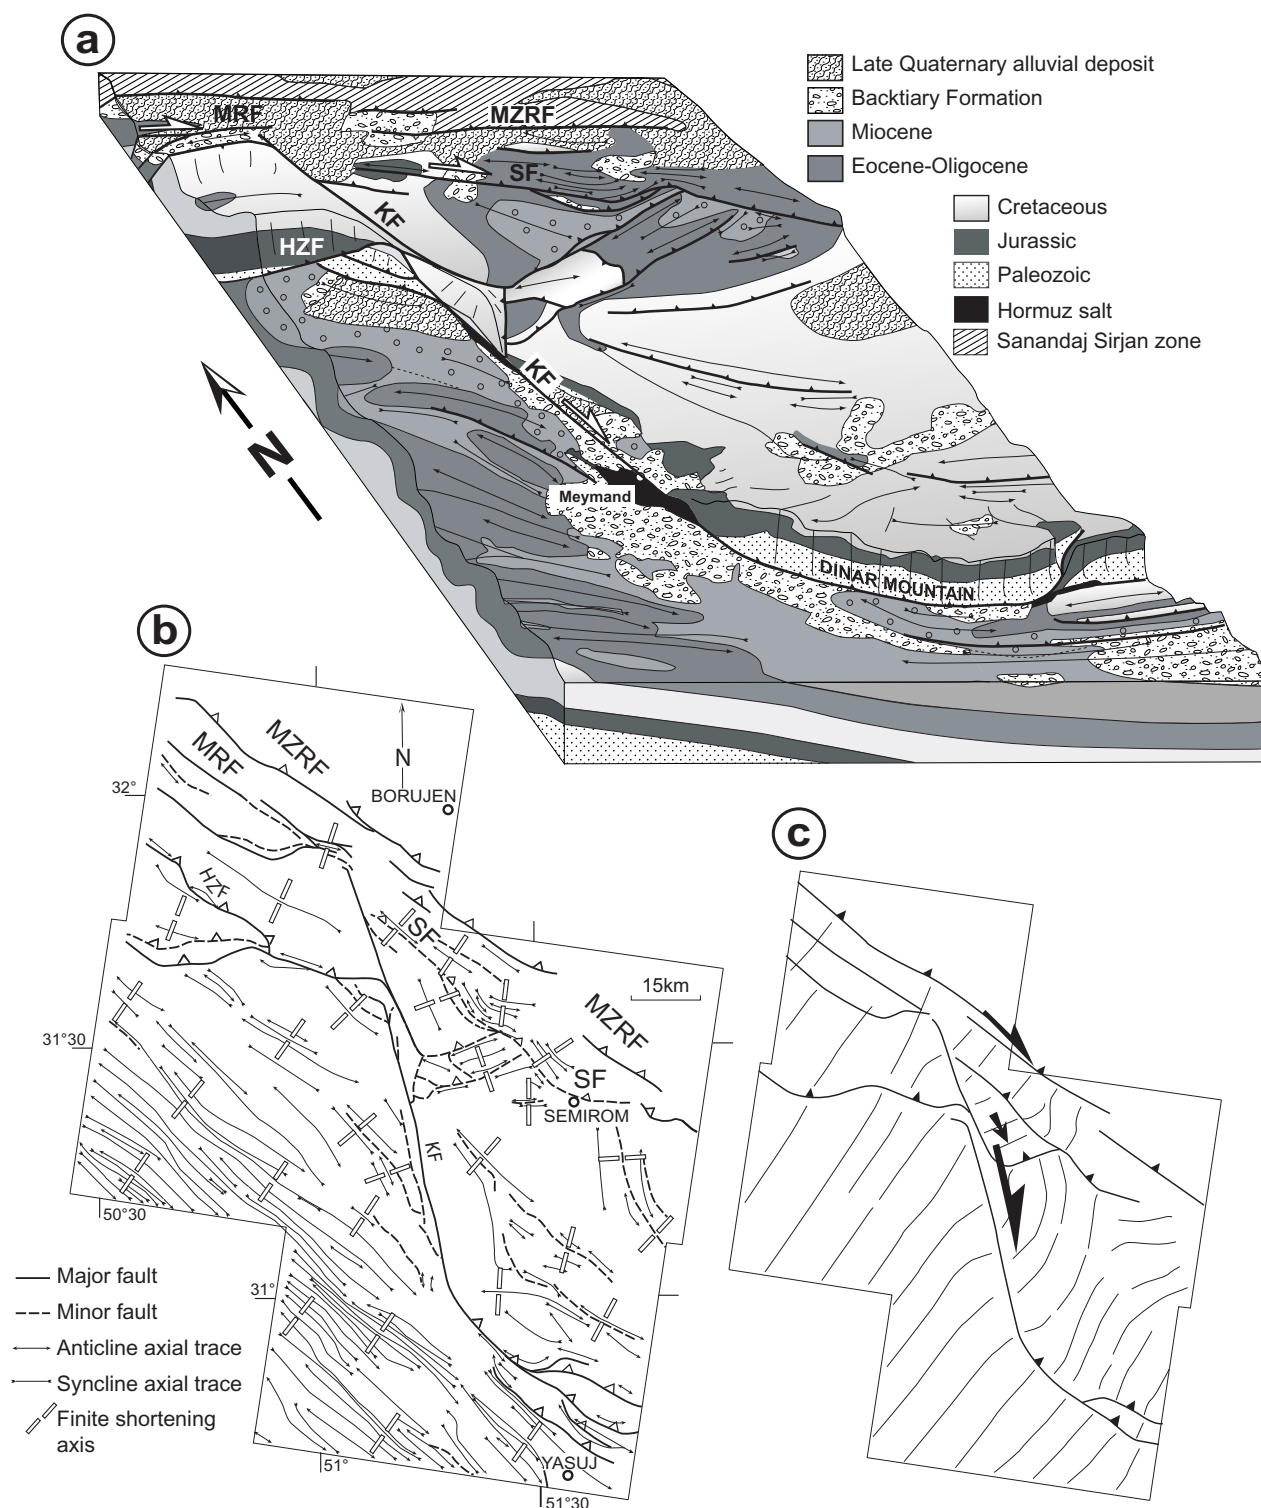 a
Late Quaternary alluvial deposit
Backtiary Formation
Miocene
Eocene-Oligocene
Cretaceous
Jurassic
Paleozoic
Hormuz salt
Sanandaj Sirjan zone
MRF
MZRF
SF
KF
HZF
KF
N
Meymand
DINAR MOUNTAIN
b
MZRF
MRF
N
32°
BORUJEN
HZF
SF
15km
MZRF
31°30
SF
SEMIROM
KF
50°30
31°
YASUJ
51°
51°30
Major fault
Minor fault
Anticline axial trace
Syncline axial trace
Finite shortening
axis
c